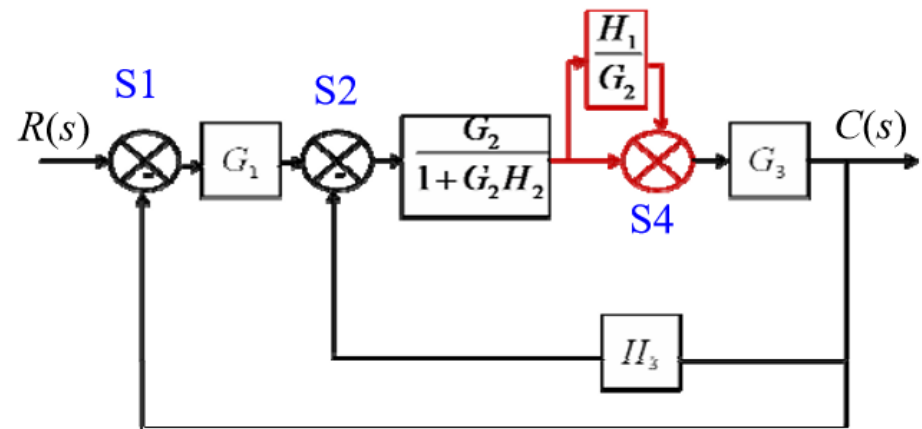 H₁
G₂
S1
S2
R(s)
G₁
G₂
1 + G₂H₂
G₃
C(s)
S4
H₃